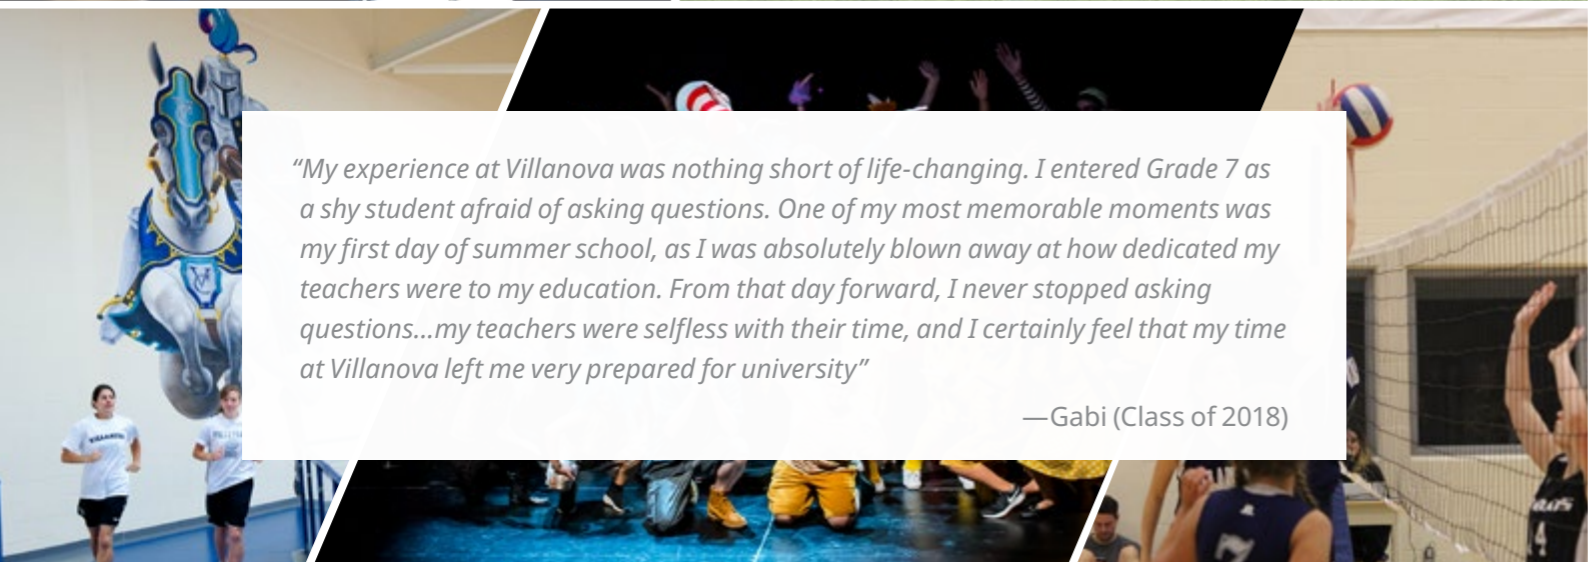 “My experience at Villanova was nothing short of life-changing. I entered Grade 7 as
a shy student afraid of asking questions. One of my most memorable moments was
my first day of summer school, as I was absolutely blown away at how dedicated my
teachers were to my education. From that day forward, I never stopped asking
questions...my teachers were selfless with their time, and I certainly feel that my time
at Villanova left me very prepared for university”
—Gabi (Class of 2018)
7
4